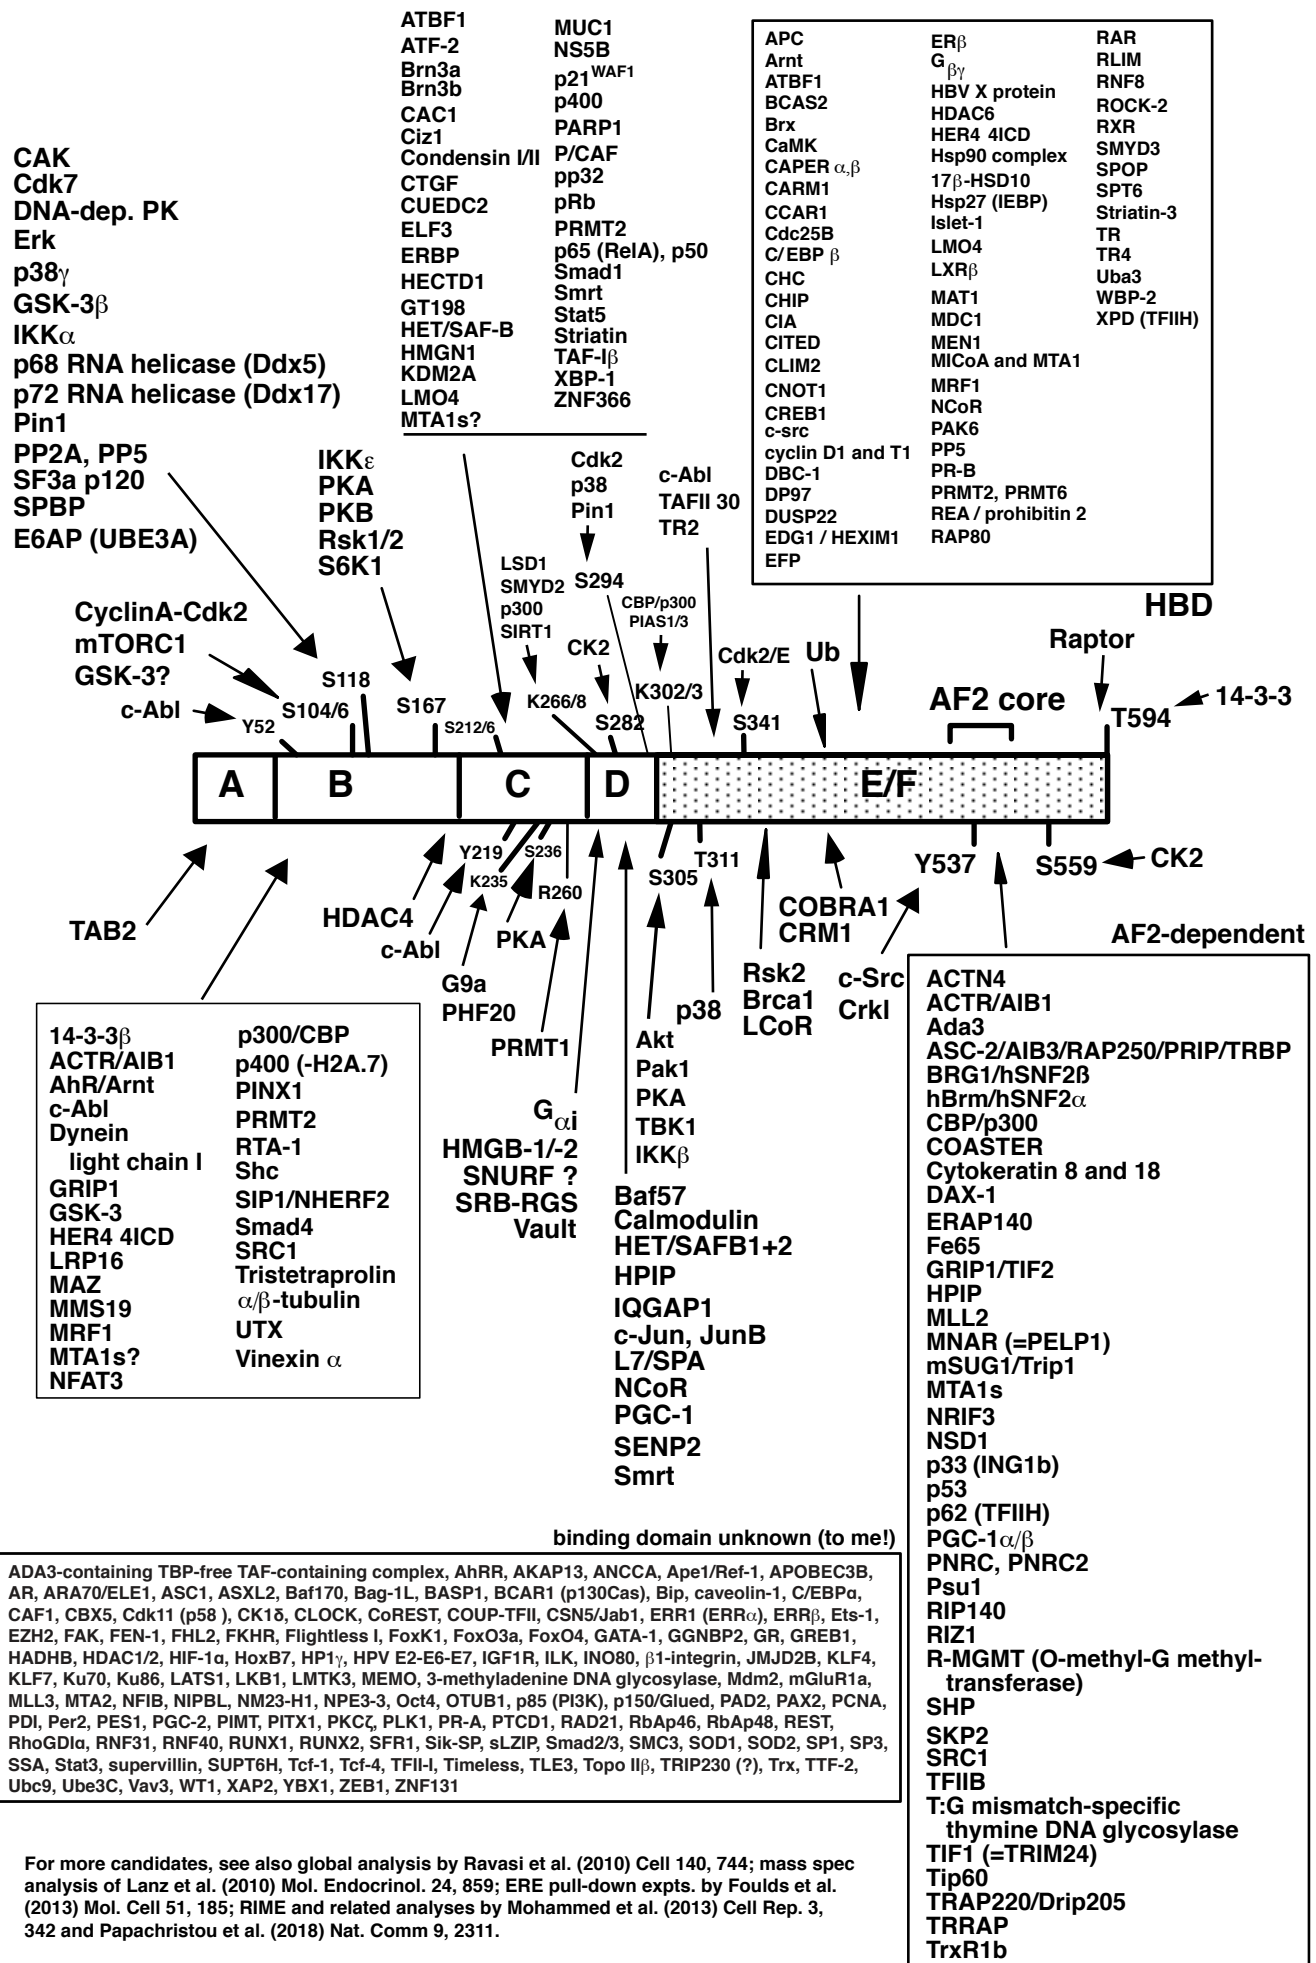 ATBF1
ATF-2
Brn3a
Brn3b
CAC1
Ciz1
Condensin I/II
CTGF
CUEDC2
ELF3
ERBP
HECTD1
GT198
HET/SAF-B
HMGN1
KDM2A
LMO4
MTA1s?
MUC1
NS5B
p21WAF1
p400
PARP1
P/CAF
pp32
pRb
PRMT2
p65 (RelA), p50
Smad1
Smrt
Stat5
Striatin
TAF-Iβ
XBP-1
ZNF366
APC
Arnt
ATBF1
BCAS2
Brx
CaMK
CAPER α,β
CARM1
CCAR1
Cdc25B
C/EBP β
CHC
CHIP
CIA
CITED
CLIM2
CNOT1
CREB1
c-src
cyclin D1 and T1
DBC-1
DP97
DUSP22
EDG1 / HEXIM1
EFP
ERβ
Gβγ
HBV X protein
HDAC6
HER4 4ICD
Hsp90 complex
17β-HSD10
Hsp27 (IEBP)
Islet-1
LMO4
LXRβ
MAT1
MDC1
MEN1
MICoA and MTA1
MRF1
NCoR
PAK6
PP5
PR-B
PRMT2, PRMT6
REA / prohibitin 2
RAP80
RAR
RLIM
RNF8
ROCK-2
RXR
SMYD3
SPOP
SPT6
Striatin-3
TR
TR4
Uba3
WBP-2
XPD (TFIIH)
HBD
CAK
Cdk7
DNA-dep. PK
Erk
p38γ
GSK-3β
IKKα
p68 RNA helicase (Ddx5)
p72 RNA helicase (Ddx17)
Pin1
PP2A, PP5
SF3a p120
SPBP
E6AP (UBE3A)
IKKε
PKA
PKB
Rsk1/2
S6K1
Cdk2
p38
Pin1
c-Abl
TAFII 30
TR2
LSD1
SMYD2
p300
SIRT1
S294
CBP/p300
PIAS1/3
CyclinA-Cdk2
mTORC1
GSK-3?
c-Abl
CK2
Cdk2/E
Ub
Raptor
14-3-3
Y52
S104/6
S118
S167
S212/6
K266/8
S282
K302/3
S341
AF2 core
T594
A
B
C
D
E/F
Y219
K235
S236
R260
S305
T311
Y537
S559
CK2
TAB2
HDAC4
c-Abl
PKA
G9a
PHF20
PRMT1
COBRA1
CRM1
Rsk2
Brca1
LCoR
c-Src
Crkl
p38
Akt
Pak1
PKA
TBK1
IKKβ
Gαi
HMGB-1/-2
SNURF ?
SRB-RGS
Vault
Baf57
Calmodulin
HET/SAFB1+2
HPIP
IQGAP1
c-Jun, JunB
L7/SPA
NCoR
PGC-1
SENP2
Smrt
14-3-3β
ACTR/AIB1
AhR/Arnt
c-Abl
Dynein
light chain I
GRIP1
GSK-3
HER4 4ICD
LRP16
MAZ
MMS19
MRF1
MTA1s?
NFAT3
p300/CBP
p400 (-H2A.7)
PINX1
PRMT2
RTA-1
Shc
SIP1/NHERF2
Smad4
SRC1
Tristetraprolin
α/β-tubulin
UTX
Vinexin α
AF2-dependent
ACTN4
ACTR/AIB1
Ada3
ASC-2/AIB3/RAP250/PRIP/TRBP
BRG1/hSNF2ß
hBrm/hSNF2α
CBP/p300
COASTER
Cytokeratin 8 and 18
DAX-1
ERAP140
Fe65
GRIP1/TIF2
HPIP
MLL2
MNAR (=PELP1)
mSUG1/Trip1
MTA1s
NRIF3
NSD1
p33 (ING1b)
p53
p62 (TFIIH)
PGC-1α/β
PNRC, PNRC2
Psu1
RIP140
RIZ1
R-MGMT (O-methyl-G methyl-
transferase)
SHP
SKP2
SRC1
TFIIB
T:G mismatch-specific
thymine DNA glycosylase
TIF1 (=TRIM24)
Tip60
TRAP220/Drip205
TRRAP
TrxR1b
binding domain unknown (to me!)
ADA3-containing TBP-free TAF-containing complex, AhRR, AKAP13, ANCCA, Ape1/Ref-1, APOBEC3B,
AR, ARA70/ELE1, ASC1, ASXL2, Baf170, Bag-1L, BASP1, BCAR1 (p130Cas), Bip, caveolin-1, C/EBPα,
CAF1, CBX5, Cdk11 (p58 ), CK1δ, CLOCK, CoREST, COUP-TFII, CSN5/Jab1, ERR1 (ERRα), ERRβ, Ets-1,
EZH2, FAK, FEN-1, FHL2, FKHR, Flightless I, FoxK1, FoxO3a, FoxO4, GATA-1, GGNBP2, GR, GREB1,
HADHB, HDAC1/2, HIF-1α, HoxB7, HP1γ, HPV E2-E6-E7, IGF1R, ILK, INO80, β1-integrin, JMJD2B, KLF4,
KLF7, Ku70, Ku86, LATS1, LKB1, LMTK3, MEMO, 3-methyladenine DNA glycosylase, Mdm2, mGluR1a,
MLL3, MTA2, NFIB, NIPBL, NM23-H1, NPE3-3, Oct4, OTUB1, p85 (PI3K), p150/Glued, PAD2, PAX2, PCNA,
PDI, Per2, PES1, PGC-2, PIMT, PITX1, PKCζ, PLK1, PR-A, PTCD1, RAD21, RbAp46, RbAp48, REST,
RhoGDIα, RNF31, RNF40, RUNX1, RUNX2, SFR1, Sik-SP, sLZIP, Smad2/3, SMC3, SOD1, SOD2, SP1, SP3,
SSA, Stat3, supervillin, SUPT6H, Tcf-1, Tcf-4, TFII-I, Timeless, TLE3, Topo IIβ, TRIP230 (?), Trx, TTF-2,
Ubc9, Ube3C, Vav3, WT1, XAP2, YBX1, ZEB1, ZNF131
For more candidates, see also global analysis by Ravasi et al. (2010) Cell 140, 744; mass spec
analysis of Lanz et al. (2010) Mol. Endocrinol. 24, 859; ERE pull-down expts. by Foulds et al.
(2013) Mol. Cell 51, 185; RIME and related analyses by Mohammed et al. (2013) Cell Rep. 3,
342 and Papachristou et al. (2018) Nat. Comm 9, 2311.